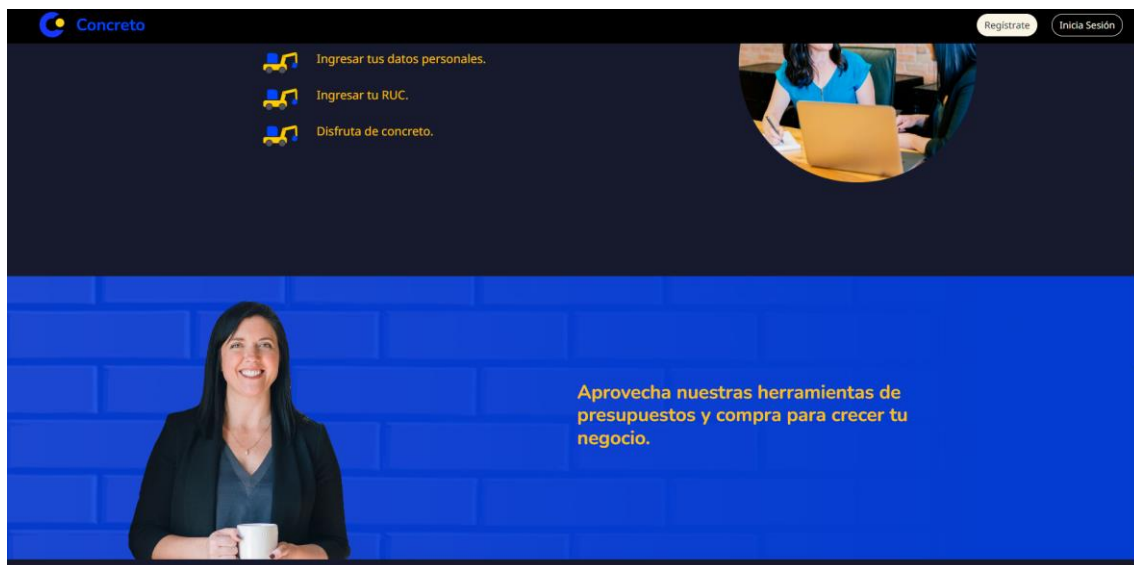 Concreto
Registrate
Inicia Sesión
Ingresar tus datos personales.
Ingresar tu RUC.
Disfruta de concreto.
Aprovecha nuestras herramientas de
presupuestos y compra para crecer tu
negocio.